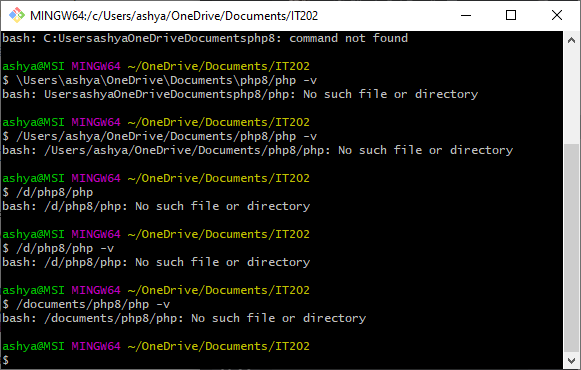 MINGW64:/c/Users/ashya/OneDrive/Documents/IT202
bash: C:UsersashyaOneDriveDocumentsphp8: command not found
ashya@MSI MINGW64 ~/OneDrive/Documents/IT202
$ \Users\ashya\OneDrive\Documents\php8/php -v
bash: UsersashyaOneDriveDocumentsphp8/php: No such file or directory
ashya@MSI MINGW64 ~/OneDrive/Documents/IT202
$ /Users/ashya/OneDrive/Documents/php8/php -v
bash: /Users/ashya/OneDrive/Documents/php8/php: No such file or directory
ashya@MSI MINGW64 ~/OneDrive/Documents/IT202
$ /d/php8/php
bash: /d/php8/php: No such file or directory
ashya@MSI MINGW64 ~/OneDrive/Documents/IT202
$ /d/php8/php -v
bash: /d/php8/php: No such file or directory
ashya@MSI MINGW64 ~/OneDrive/Documents/IT202
$ /documents/php8/php -v
bash: /documents/php8/php: No such file or directory
ashya@MSI MINGW64 ~/OneDrive/Documents/IT202
$